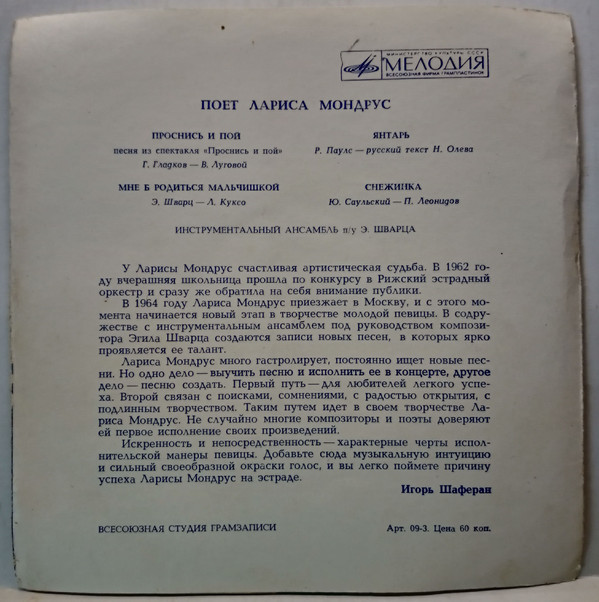 МИНИСТЕРСТВО КУЛЬТУРЫ СССР
МЕЛОДИЯ
ВСЕСОЮЗНАЯ ФИРМА ГРАМПЛАСТИНОК
ПОЕТ ЛАРИСА МОНДРУС
ПРОСНИСЬ И ПОЙ
песня из спектакля «Проснись и пой»
Г. Гладков — В. Луговой
ЯНТАРЬ
Р. Паулс — русский текст Н. Олева
МНЕ Б РОДИТЬСЯ МАЛЬЧИШКОЙ
Э. Шварц — Л. Куксо
СНЕЖИНКА
Ю. Саульский — П. Леонидов
ИНСТРУМЕНТАЛЬНЫЙ АНСАМБЛЬ п/у Э. ШВАРЦА
У Ларисы Мондрус счастливая артистическая судьба. В 1962 го-
ду вчерашняя школьница прошла по конкурсу в Рижский эстрадный
оркестр и сразу же обратила на себя внимание публики.
В 1964 году Лариса Мондрус приезжает в Москву, и с этого мо-
мента начинается новый этап в творчестве молодой певицы. В содру-
жестве с инструментальным ансамблем под руководством компози-
тора Эгила Шварца создаются записи новых песен, в которых ярко
проявляется ее талант.
Лариса Мондрус много гастролирует, постоянно ищет новые пес-
ни. Но одно дело — выучить песню и исполнить ее в концерте, другое
дело — песню создать. Первый путь — для любителей легкого успе-
ха. Второй связан с поисками, сомнениями, с радостью открытия, с
подлинным творчеством. Таким путем идет в своем творчестве Ла-
риса Мондрус. Не случайно многие композиторы и поэты доверяют
ей первое исполнение своих произведений.
Искренность и непосредственность — характерные черты испол-
нительской манеры певицы. Добавьте сюда музыкальную интуицию
и сильный своеобразной окраски голос, и вы легко поймете причину
успеха Ларисы Мондрус на эстраде.
Игорь Шаферан
ВСЕСОЮЗНАЯ СТУДИЯ ГРАМЗАПИСИ
Арт. 09-3. Цена 60 коп.